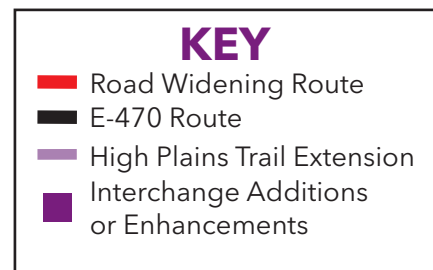 KEY
Road Widening Route
E-470 Route
High Plains Trail Extension
Interchange Additions
or Enhancements